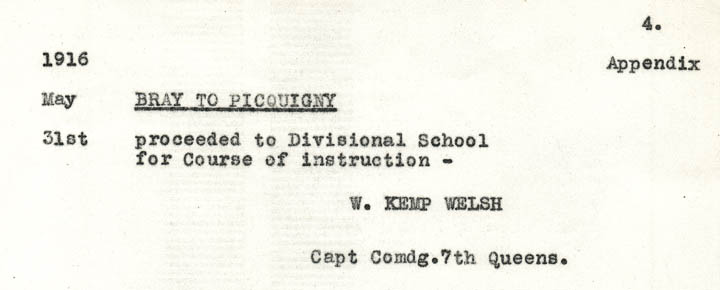 4.
1916
Appendix
May BRAY TO PICQUIGNY
31st proceeded to Divisional School
for Course of instruction -
W. KEMP WELSH
Capt Comdg.7th Queens.